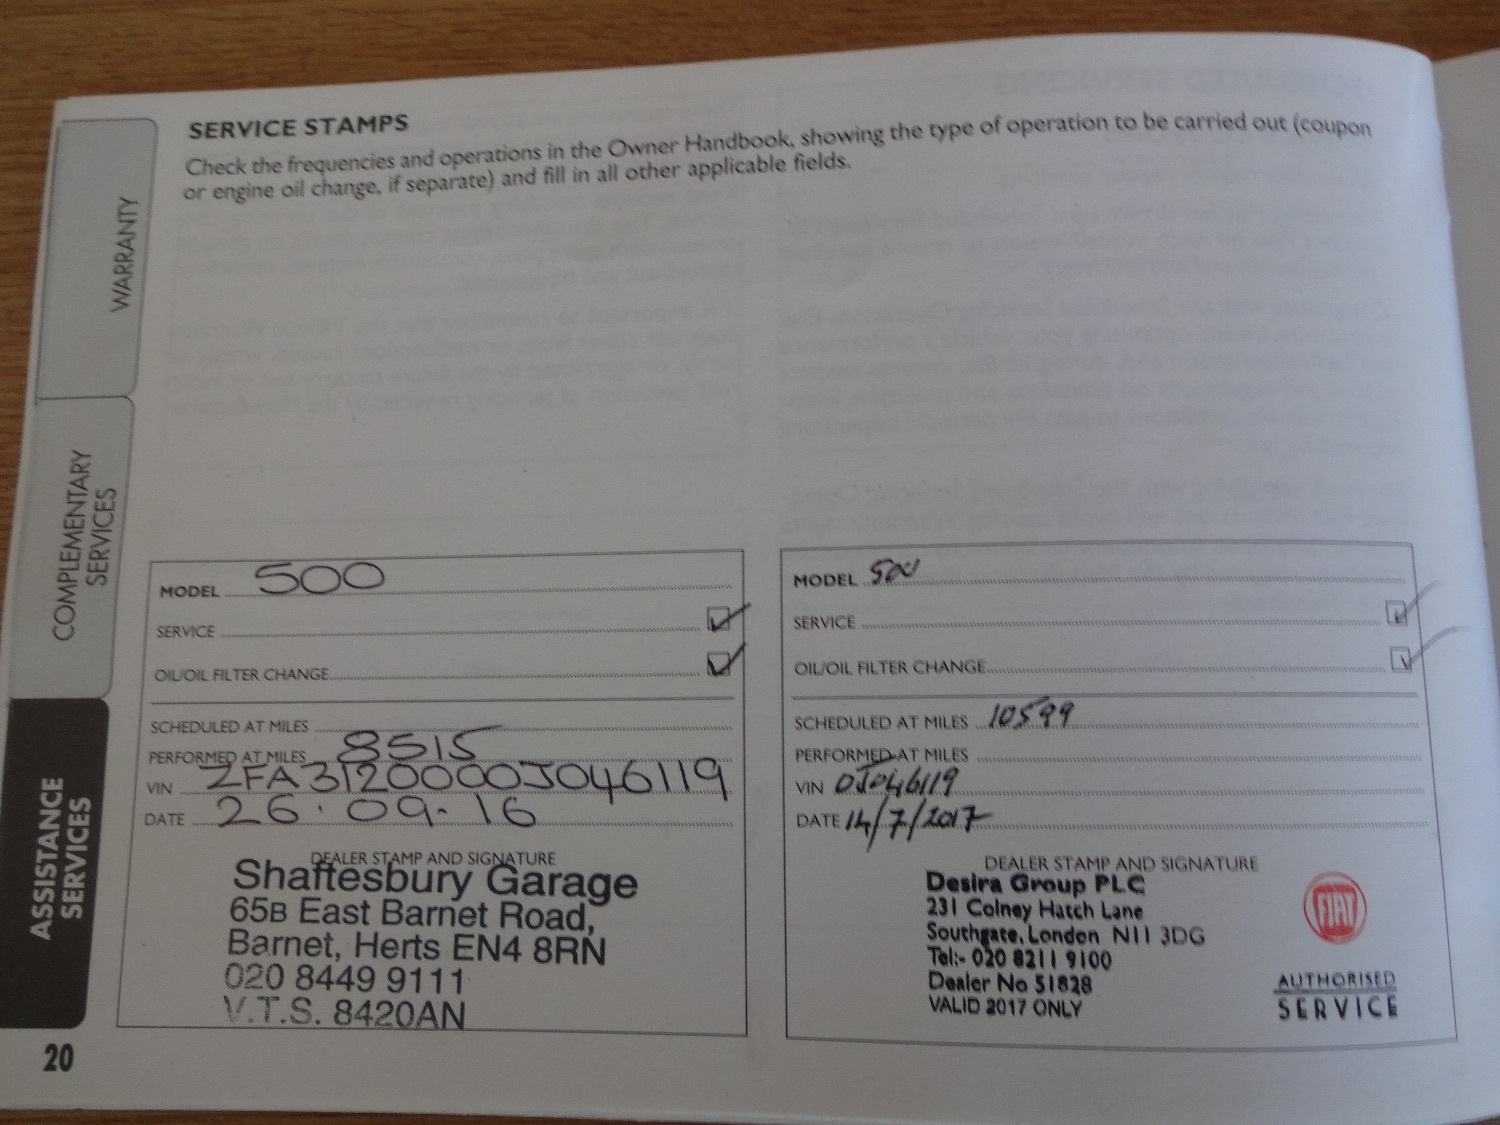 SERVICE STAMPS
Check the frequencies and operations in the Owner Handbook, showing the type of operation to be carried out (coupon
or engine oil change, if separate) and fill in all other applicable fields.
WARRANTY
COMPLEMENTARY
SERVICES
ASSISTANCE
SERVICES
MODEL 500
SERVICE
OIL/OIL FILTER CHANGE
SCHEDULED AT MILES
PERFORMED AT MILES 8515
VIN ZFA3120000J046119
DATE 26.09.16
DEALER STAMP AND SIGNATURE
Shaftesbury Garage
65B East Barnet Road,
Barnet, Herts EN4 8RN
020 8449 9111
V.T.S. 8420AN
MODEL 500
SERVICE
OIL/OIL FILTER CHANGE
SCHEDULED AT MILES 10599
PERFORMED AT MILES
VIN 0J046119
DATE 14/7/2017
DEALER STAMP AND SIGNATURE
Desira Group PLC
231 Colney Hatch Lane
Southgate, London N11 3DG
Tel:- 020 8211 9100
Dealer No 51828
VALID 2017 ONLY
FIAT
AUTHORISED
SERVICE
20